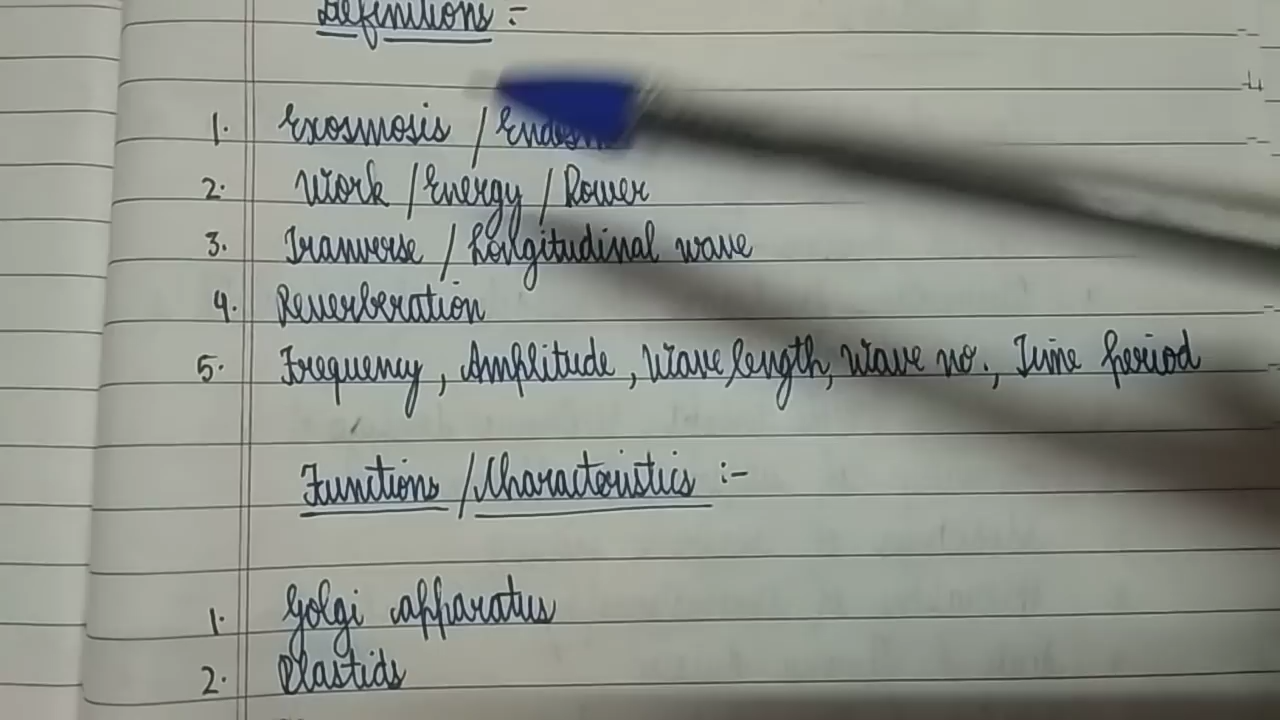 Definitions :-
1. Exosmosis /
2. Work / Energy / Power
3. Tranverse / Longitudinal wave
4. Reverberation
5. Frequency, Amplitude, Wave length, Wave no., Time period
Functions / Characteristics :-
1. Golgi apparatus
2. Plastids